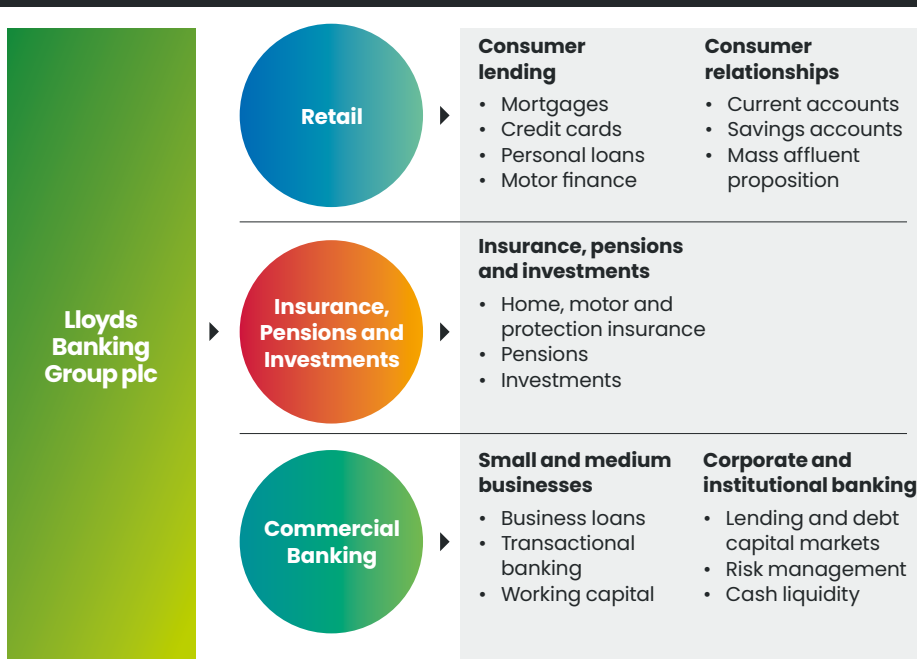 Lloyds
Banking
Group plc
Retail
Consumer
lending
• Mortgages
• Credit cards
• Personal loans
• Motor finance
Consumer
relationships
• Current accounts
• Savings accounts
• Mass affluent
proposition
Insurance,
Pensions and
Investments
Insurance, pensions
and investments
• Home, motor and
protection insurance
• Pensions
• Investments
Commercial
Banking
Small and medium
businesses
• Business loans
• Transactional
banking
• Working capital
Corporate and
institutional banking
• Lending and debt
capital markets
• Risk management
• Cash liquidity